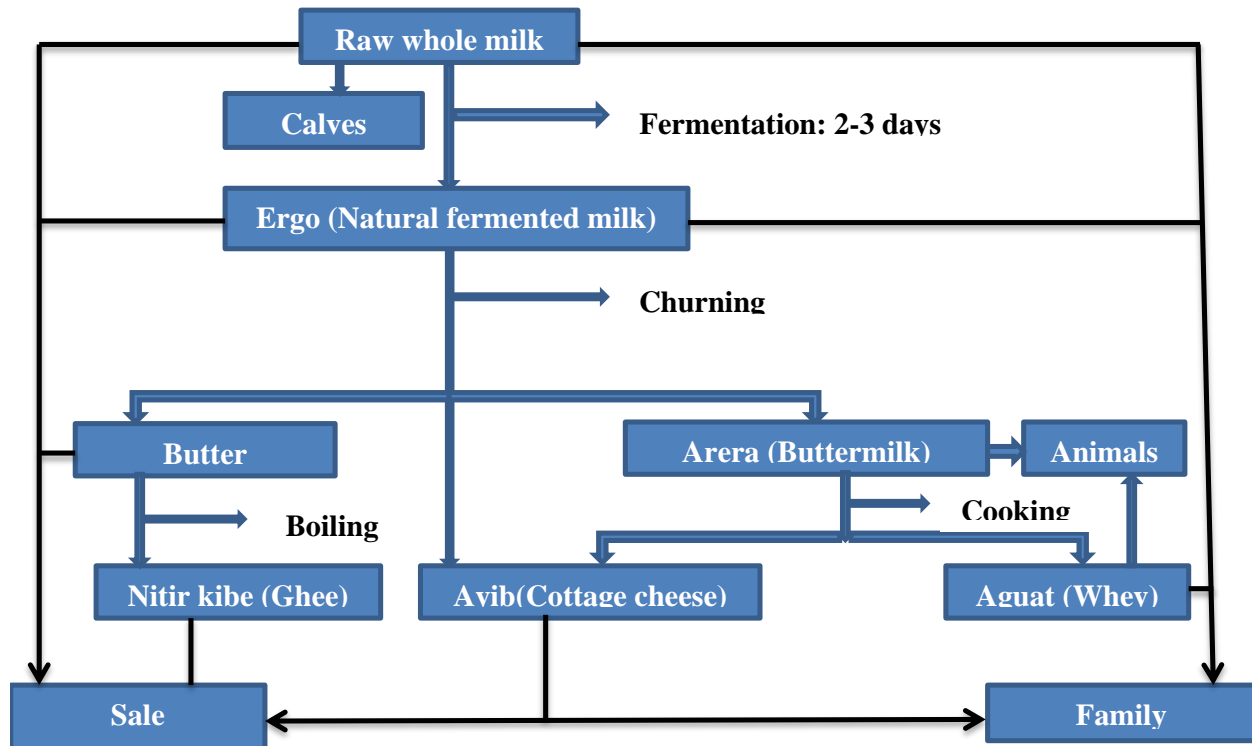 Raw whole milk
Calves
Fermentation: 2-3 days
Ergo (Natural fermented milk)
Churning
Butter
Arera (Buttermilk)
Animals
Boiling
Cooking
Nitir kibe (Ghee)
Ayib(Cottage cheese)
Aguat (Whey)
Sale
Family